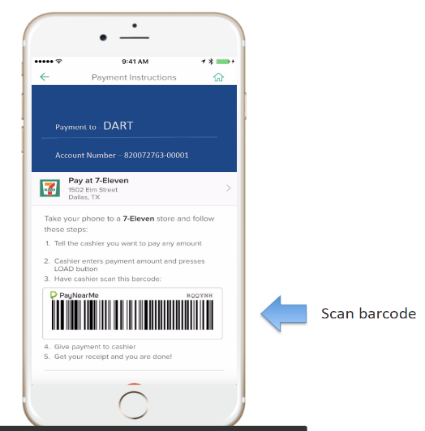 9:41 AM
Payment Instructions
Payment to - DART
Account Number – 820072763-00001
Pay at 7-Eleven
1502 Elm Street
Dallas, TX
Take your phone to a 7-Eleven store and follow
these steps:
1. Tell the cashier you want to pay any amount
2. Cashier enters payment amount and presses
LOAD button
3. Have cashier scan this barcode:
PayNearMe
Scan barcode
4. Give payment to cashier
5. Get your receipt and you are done!